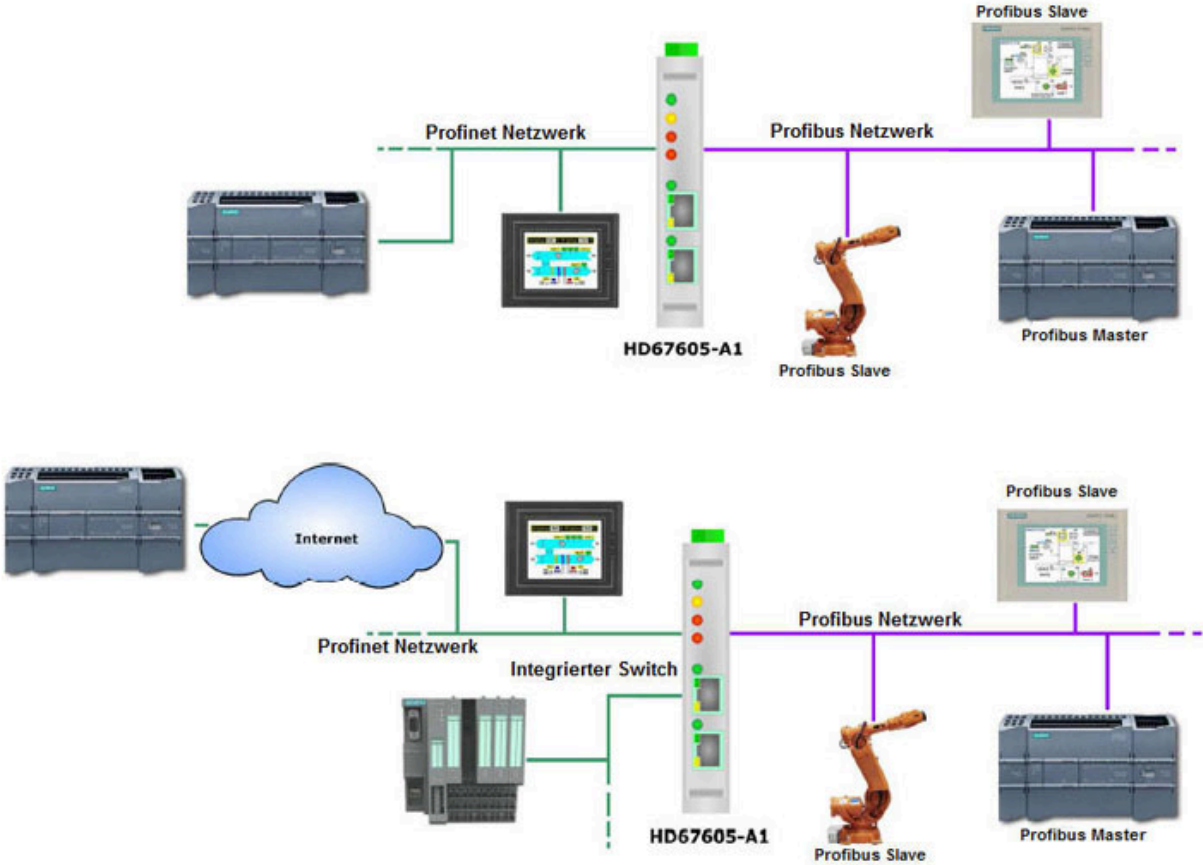 Profibus Slave
Profinet Netzwerk
Profibus Netzwerk
HD67605-A1
Profibus Slave
Profibus Master
Internet
Profibus Slave
Profinet Netzwerk
Profibus Netzwerk
Integrierter Switch
HD67605-A1
Profibus Slave
Profibus Master